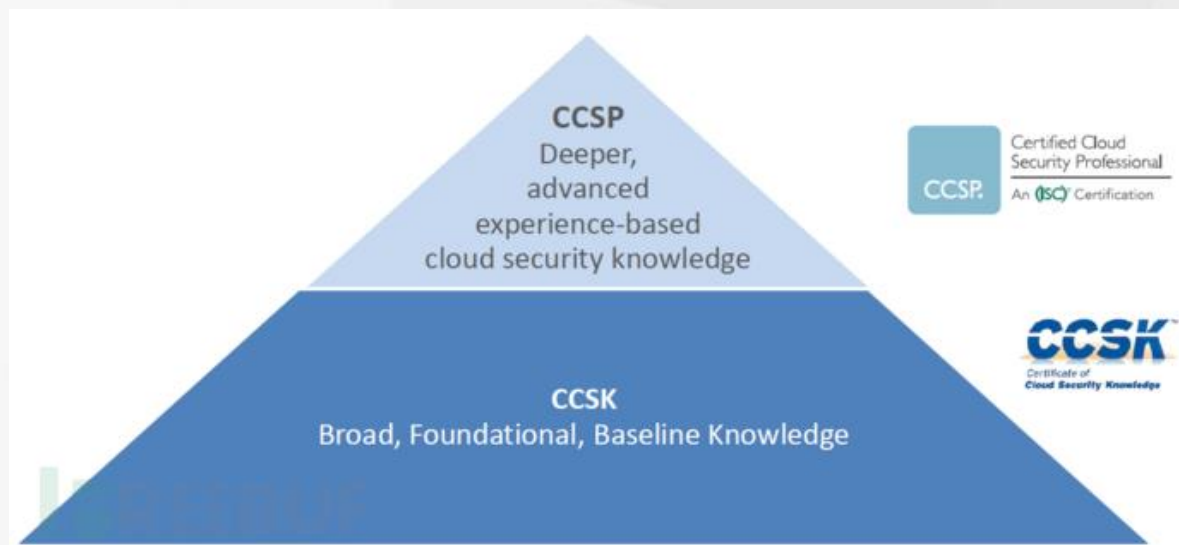 CCSP
Deeper,
advanced
experience-based
cloud security knowledge
CCSP.
Certified Cloud
Security Professional
An (ISC)² Certification
CCSK
Broad, Foundational, Baseline Knowledge
CCSK™
Certificate of
Cloud Security Knowledge